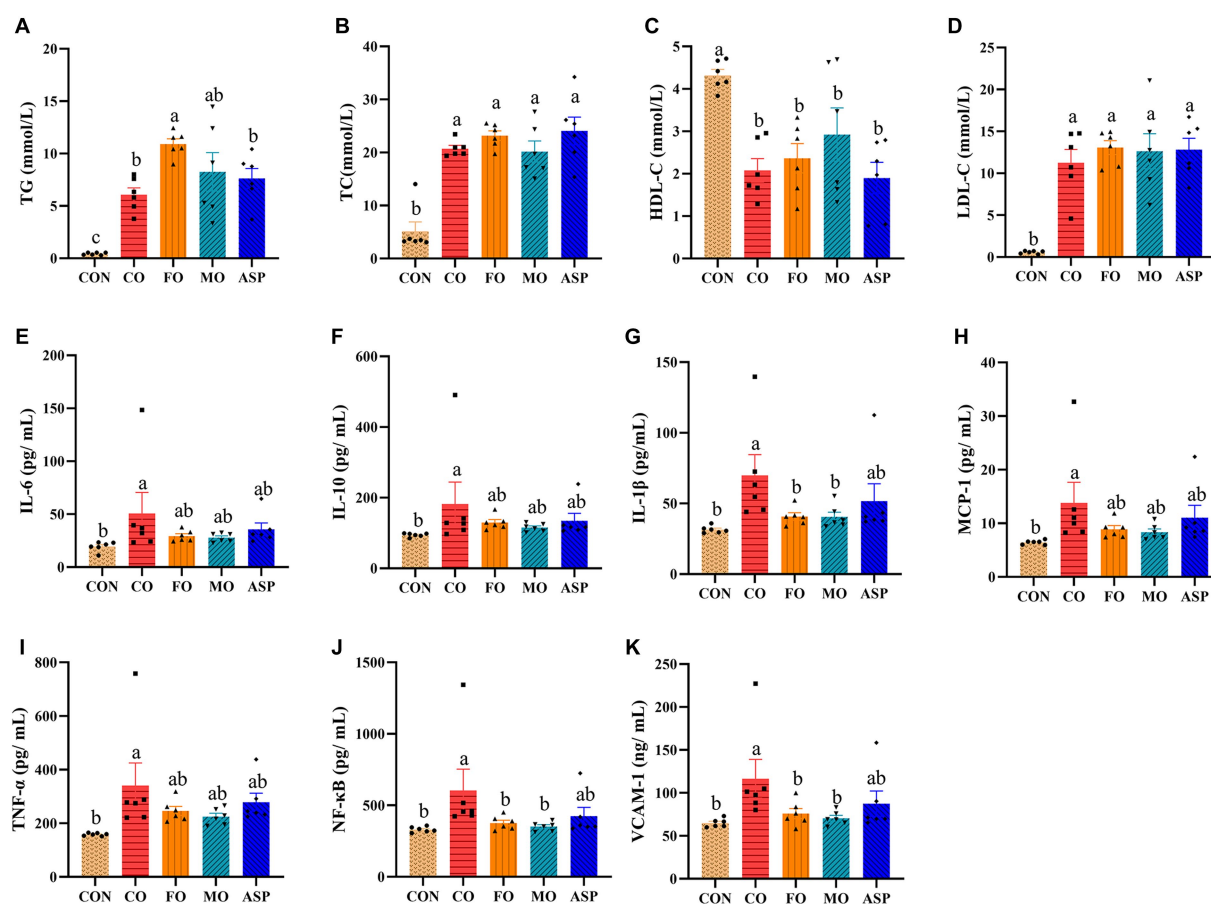 A
TG (mmol/L)
20
15
10
5
0
c
b
a
ab
b
CON CO FO MO ASP
B
TC(mmol/L)
40
30
20
10
0
b
a
a
a
a
CON CO FO MO ASP
C
HDL-C (mmol/L)
5
4
3
2
1
0
a
b
b
b
b
CON CO FO MO ASP
D
LDL-C (mmol/L)
25
20
15
10
5
0
b
a
a
a
a
CON CO FO MO ASP
E
IL-6 (pg/ mL)
200
150
100
50
0
b
a
ab
ab
ab
CON CO FO MO ASP
F
IL-10 (pg/ mL)
600
400
200
0
b
a
ab
ab
ab
CON CO FO MO ASP
G
IL-1β (pg/mL)
150
100
50
0
b
a
b
b
ab
CON CO FO MO ASP
H
MCP-1 (pg/ mL)
40
30
20
10
0
b
a
ab
ab
ab
CON CO FO MO ASP
I
TNF-α (pg/ mL)
800
600
400
200
0
b
a
ab
ab
ab
CON CO FO MO ASP
J
NF-κB (pg/ mL)
1500
1000
500
0
b
a
b
b
ab
CON CO FO MO ASP
K
VCAM-1 (ng/ mL)
250
200
150
100
50
0
b
a
b
b
ab
CON CO FO MO ASP